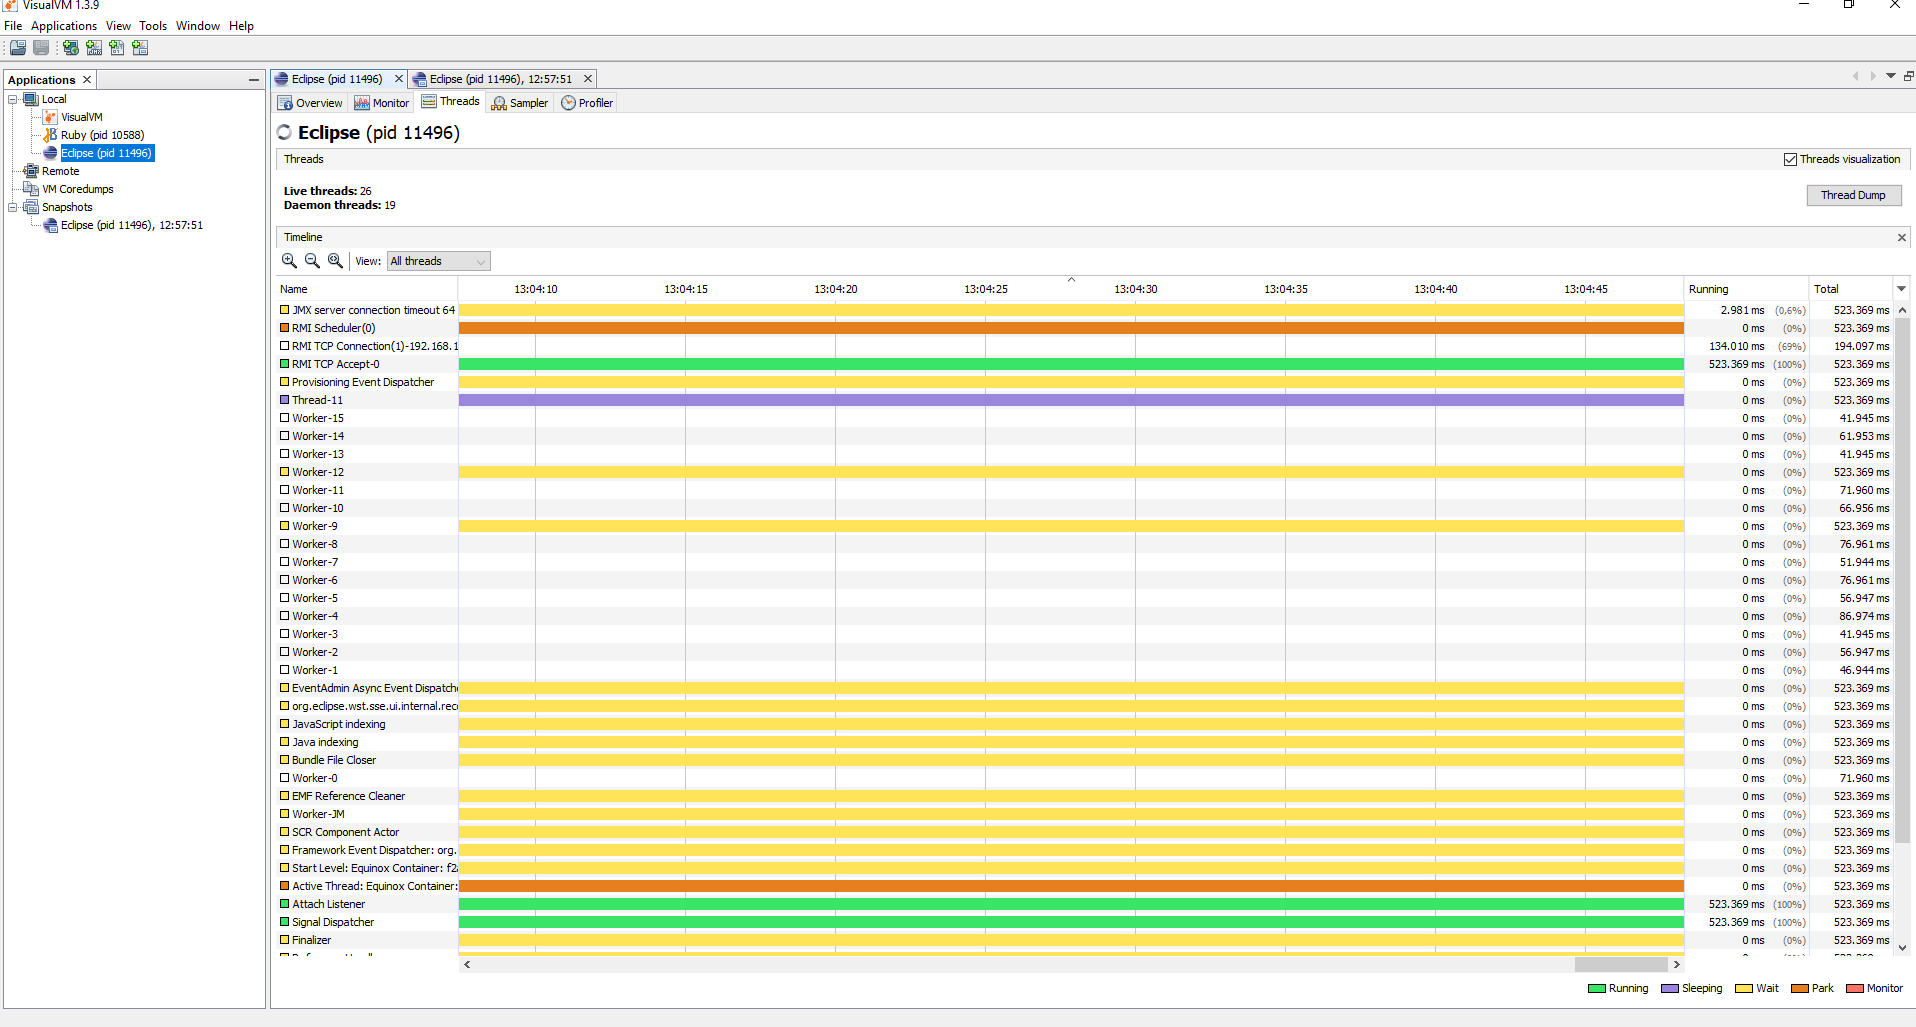 VisualVM 1.3.9
File Applications View Tools Window Help
Applications
Local
VisualVM
Ruby (pid 10588)
Eclipse (pid 11496)
Remote
VM Coredumps
Snapshots
Eclipse (pid 11496), 12:57:51
Eclipse (pid 11496) Eclipse (pid 11496), 12:57:51
Overview Monitor Threads Sampler Profiler
Eclipse (pid 11496)
Threads Threads visualization
Live threads: 26
Daemon threads: 19
Thread Dump
Timeline
View: All threads
Name 13:04:10 13:04:15 13:04:20 13:04:25 13:04:30 13:04:35 13:04:40 13:04:45 Running Total
JMX server connection timeout 64 2.981 ms (0,6%) 523.369 ms
RMI Scheduler(0) 0 ms (0%) 523.369 ms
RMI TCP Connection(1)-192.168.1 134.010 ms (69%) 194.097 ms
RMI TCP Accept-0 523.369 ms (100%) 523.369 ms
Provisioning Event Dispatcher 0 ms (0%) 523.369 ms
Thread-11 0 ms (0%) 523.369 ms
Worker-15 0 ms (0%) 41.945 ms
Worker-14 0 ms (0%) 61.953 ms
Worker-13 0 ms (0%) 41.945 ms
Worker-12 0 ms (0%) 523.369 ms
Worker-11 0 ms (0%) 71.960 ms
Worker-10 0 ms (0%) 66.956 ms
Worker-9 0 ms (0%) 523.369 ms
Worker-8 0 ms (0%) 76.961 ms
Worker-7 0 ms (0%) 51.944 ms
Worker-6 0 ms (0%) 76.961 ms
Worker-5 0 ms (0%) 56.947 ms
Worker-4 0 ms (0%) 86.974 ms
Worker-3 0 ms (0%) 41.945 ms
Worker-2 0 ms (0%) 56.947 ms
Worker-1 0 ms (0%) 46.944 ms
EventAdmin Async Event Dispatche 0 ms (0%) 523.369 ms
org.eclipse.wst.sse.ui.internal.reco 0 ms (0%) 523.369 ms
JavaScript indexing 0 ms (0%) 523.369 ms
Java indexing 0 ms (0%) 523.369 ms
Bundle File Closer 0 ms (0%) 523.369 ms
Worker-0 0 ms (0%) 71.960 ms
EMF Reference Cleaner 0 ms (0%) 523.369 ms
Worker-JM 0 ms (0%) 523.369 ms
SCR Component Actor 0 ms (0%) 523.369 ms
Framework Event Dispatcher: org. 0 ms (0%) 523.369 ms
Start Level: Equinox Container: f2a 0 ms (0%) 523.369 ms
Active Thread: Equinox Container: 0 ms (0%) 523.369 ms
Attach Listener 523.369 ms (100%) 523.369 ms
Signal Dispatcher 523.369 ms (100%) 523.369 ms
Finalizer 0 ms (0%) 523.369 ms
Running Sleeping Wait Park Monitor